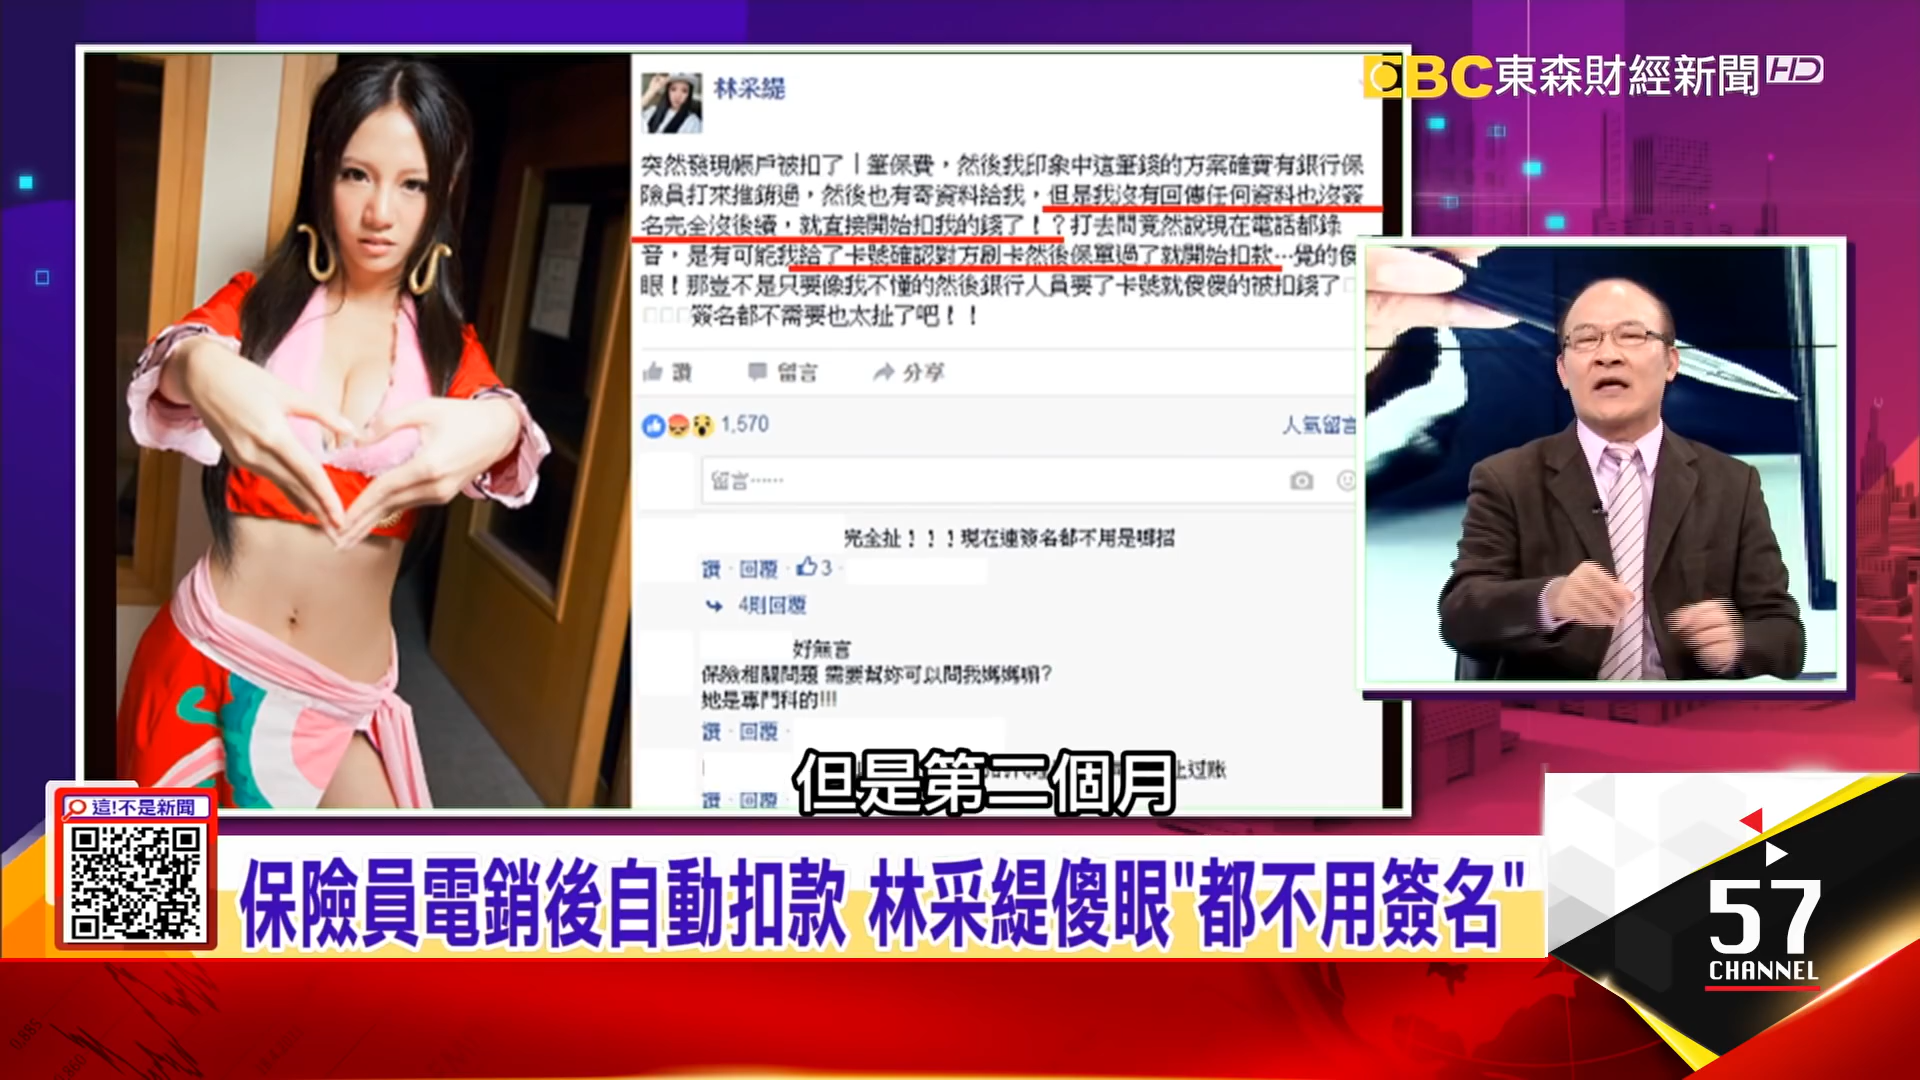 EBC東森財經新聞HD
林采緹
突然發現帳戶被扣了1筆保費，然後我印象中這筆錢的方案確實有銀行保
險員打來推銷過，然後也有寄資料給我，但是我沒有回傳任何資料也沒簽
名完全沒後續，就直接開始扣我的錢了！？打去問竟然說現在電話都錄
音，是有可能我給了卡號確認對方刷卡然後保單過了就開始扣款…覺的傻
眼！那豈不是只要像我不懂的然後銀行人員要了卡號就傻傻的被扣錢了
簽名都不需要也太扯了吧！！
讚 留言 分享
1,570 人氣留言
留言……
完全扯！！！現在連簽名都不用是哪招
讚 · 回覆 · 3 ·
4則回覆
好無言
保險相關問題 需要幫妳可以問我媽媽嘛?
她是專門科的!!!
讚 · 回覆 ·
上过账
讚 · 回覆 ·
但是第二個月
這!不是新聞
保險員電銷後自動扣款 林采緹傻眼"都不用簽名"
57
CHANNEL